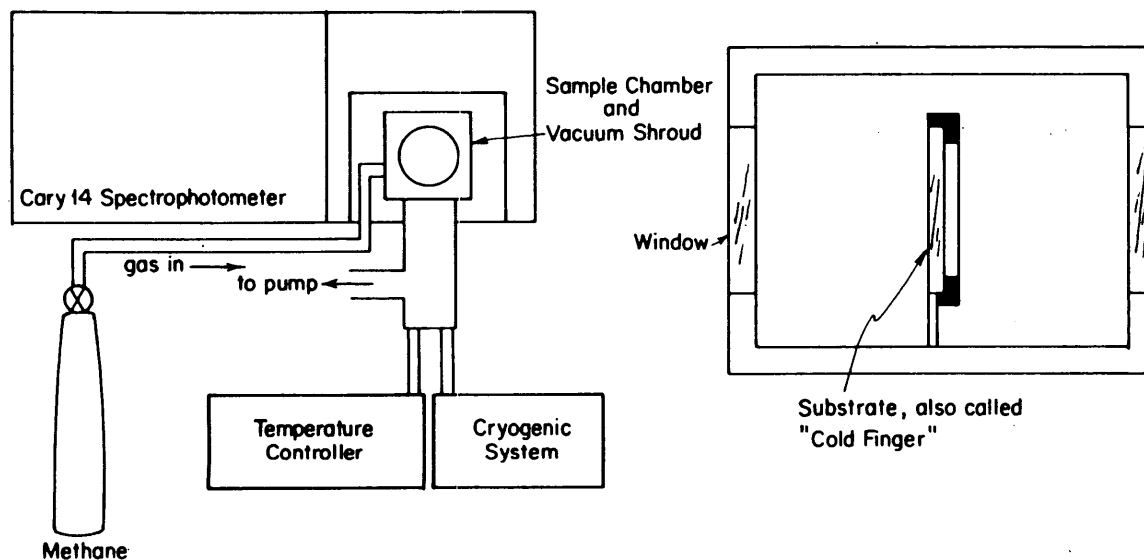 Sample Chamber
and
Vacuum Shroud
Cary 14 Spectrophotometer
gas in
to pump
Temperature
Controller
Cryogenic
System
Methane
Window
Substrate, also called
"Cold Finger"